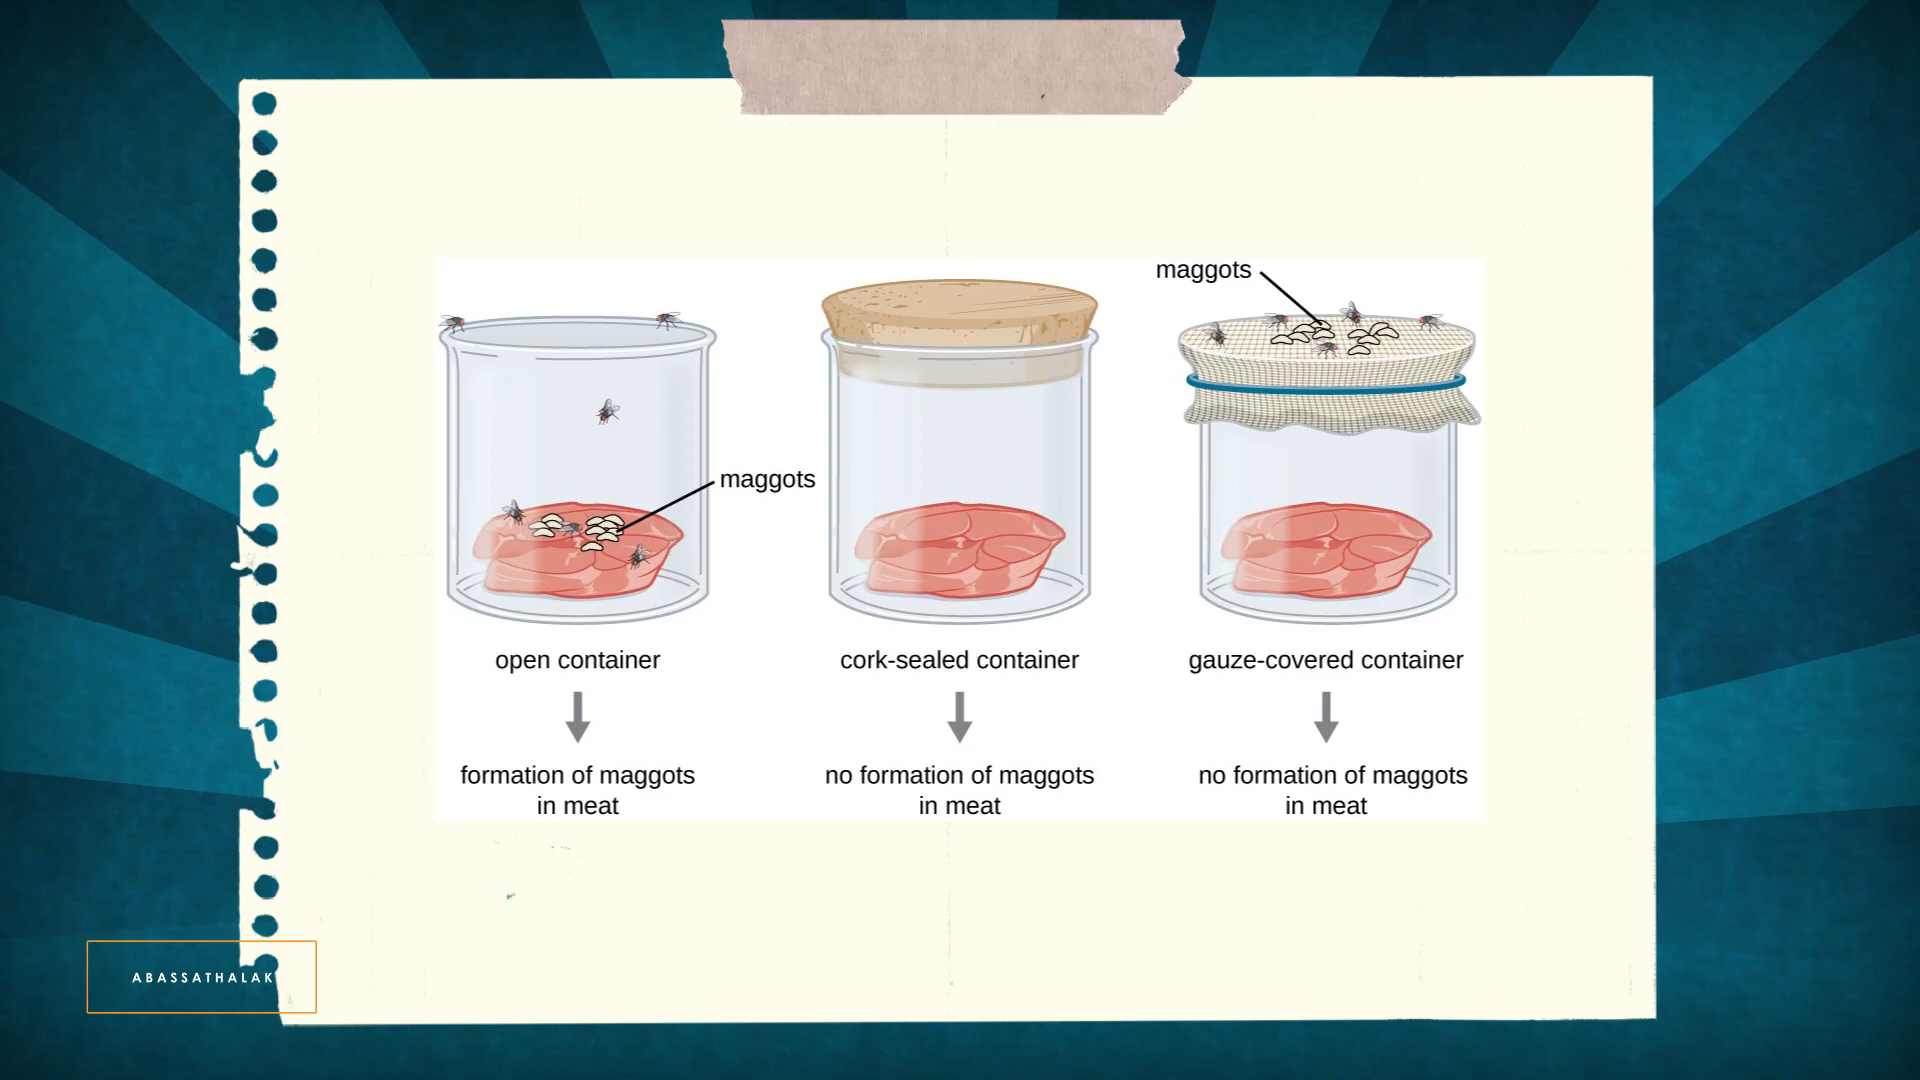 maggots
maggots
open container
cork-sealed container
gauze-covered container
formation of maggots
in meat
no formation of maggots
in meat
no formation of maggots
in meat
ABASSATHALAK